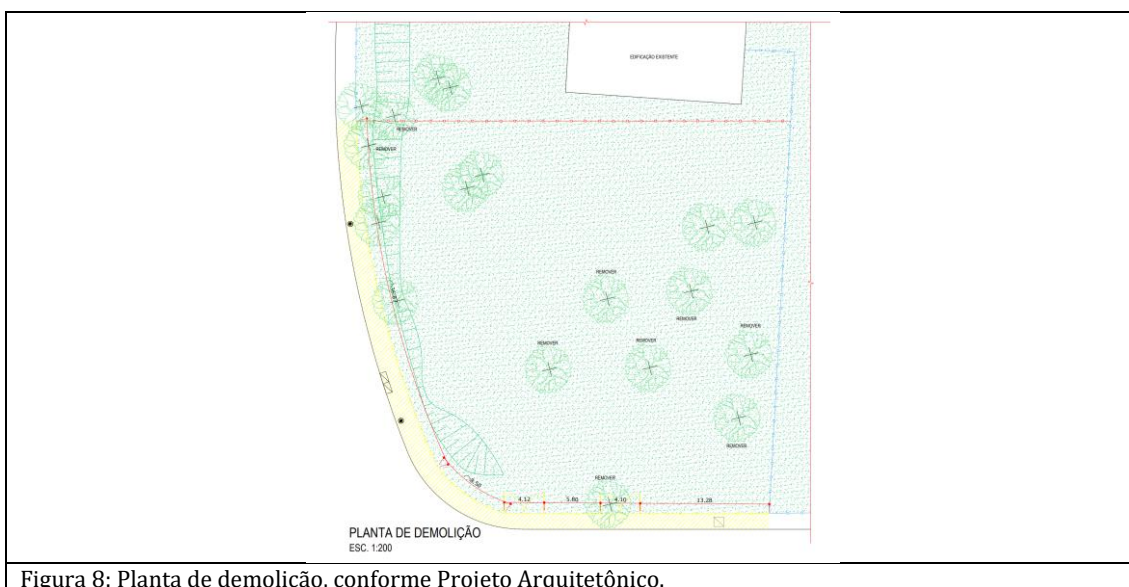 EDIFICAÇÃO EXISTENTE
REMOVER
REMOVER
REMOVER
REMOVER
REMOVER
REMOVER
REMOVER
REMOVER
REMOVER
4.12
5.80
4.10
13.28
PLANTA DE DEMOLIÇÃO
ESC. 1:200
Figura 8: Planta de demolição, conforme Projeto Arquitetônico.